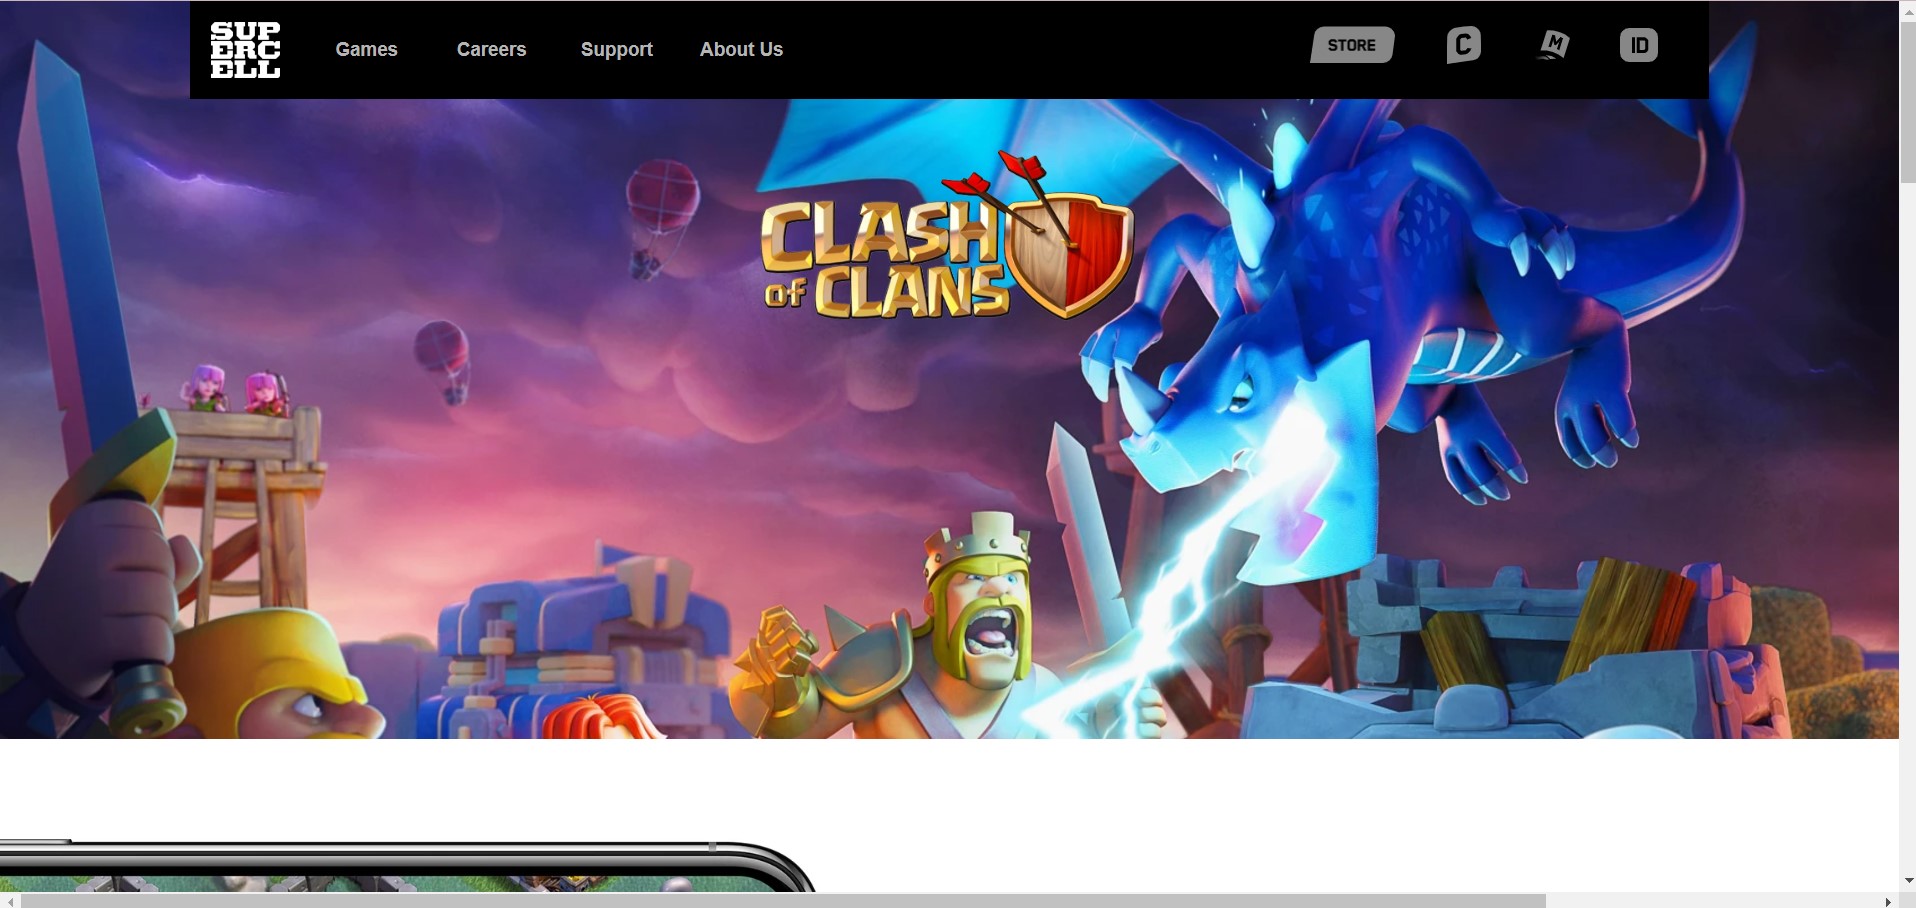 SUP
ERC
ELL
Games
Careers
Support
About Us
STORE
C
M
ID
CLASH
OF CLANS